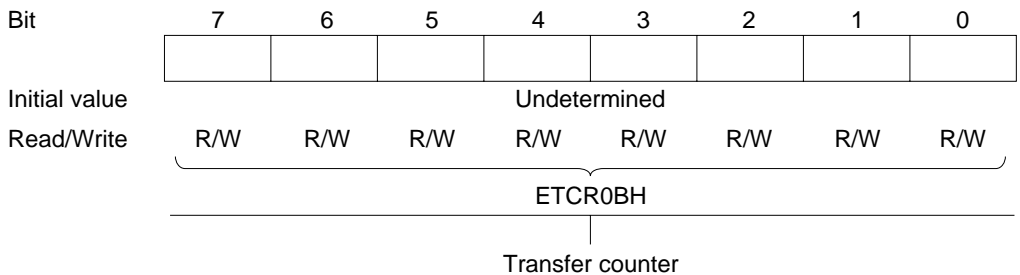 Bit 7 6 5 4 3 2 1 0
Initial value Undetermined
Read/Write R/W R/W R/W R/W R/W R/W R/W R/W
ETCR0BH
Transfer counter